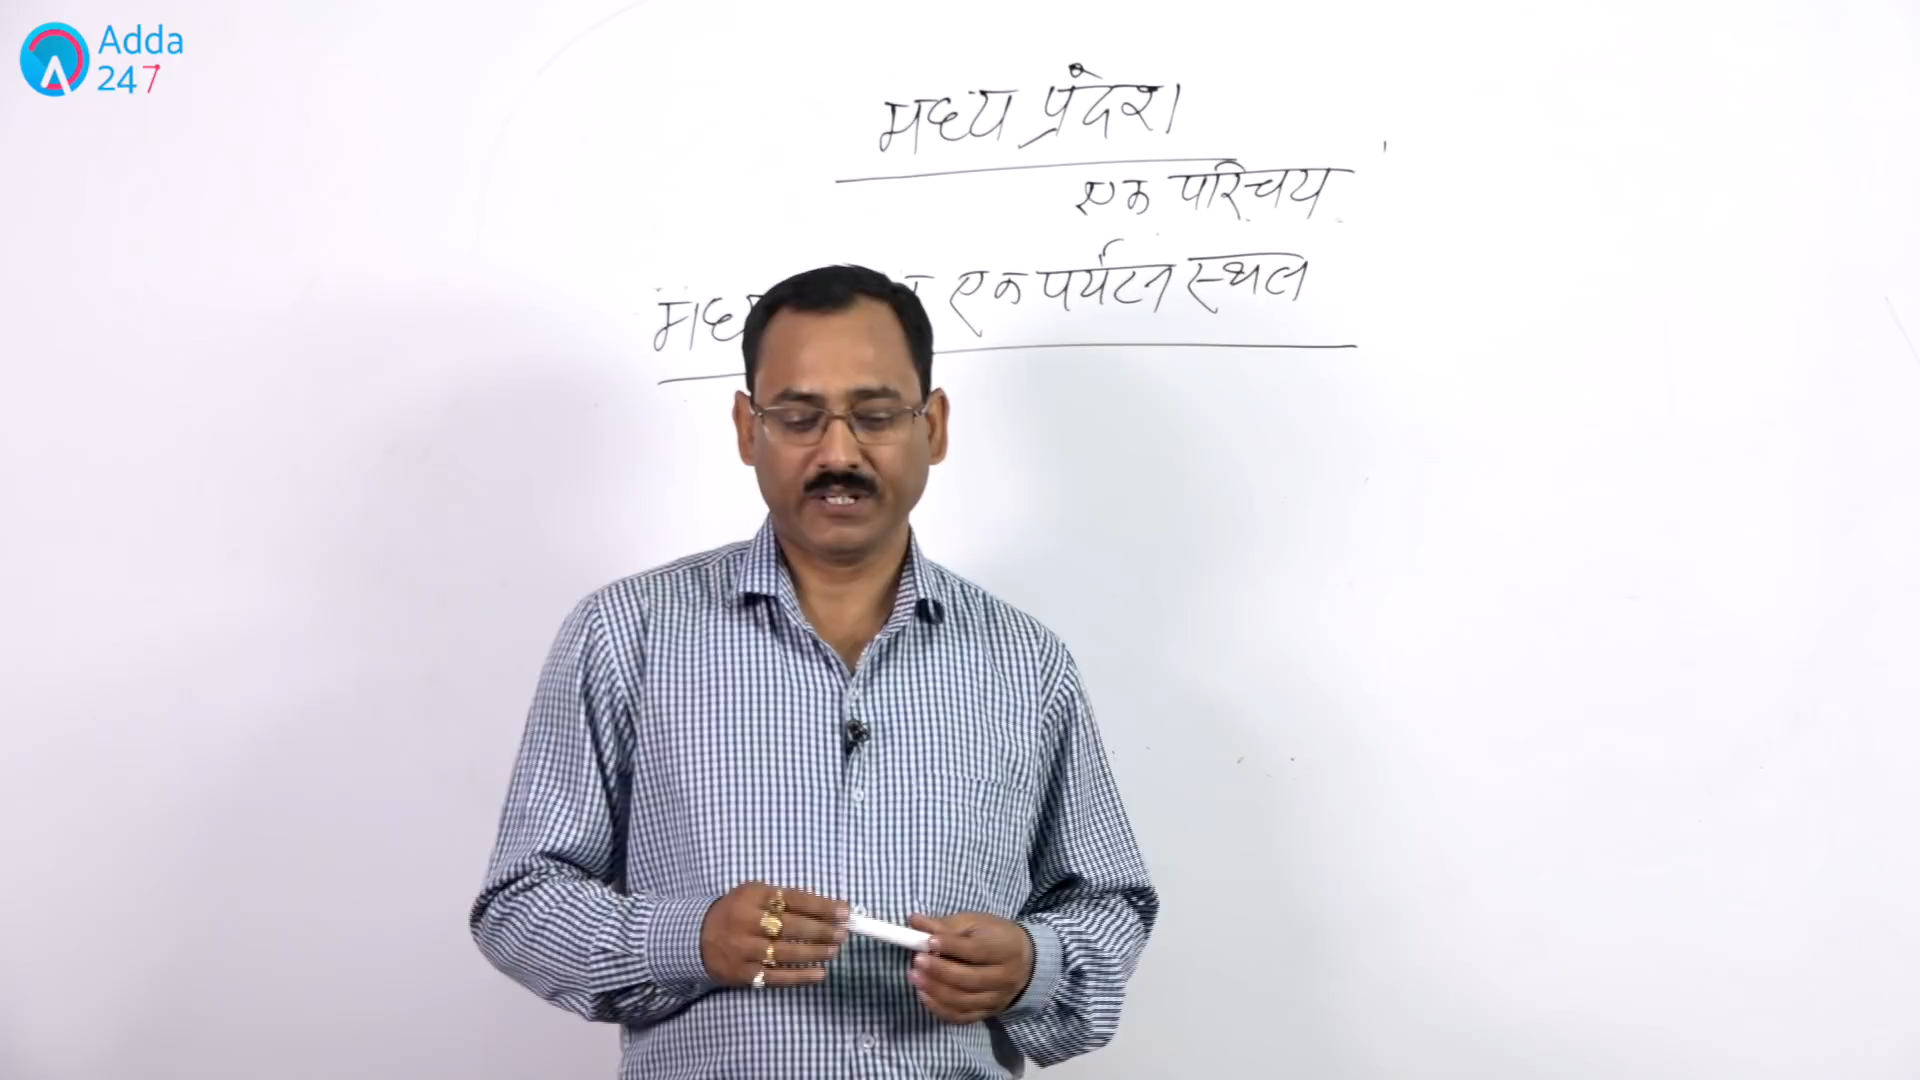 Adda
247
मध्य प्रदेश
एक परिचय
एक पर्यटन स्थल